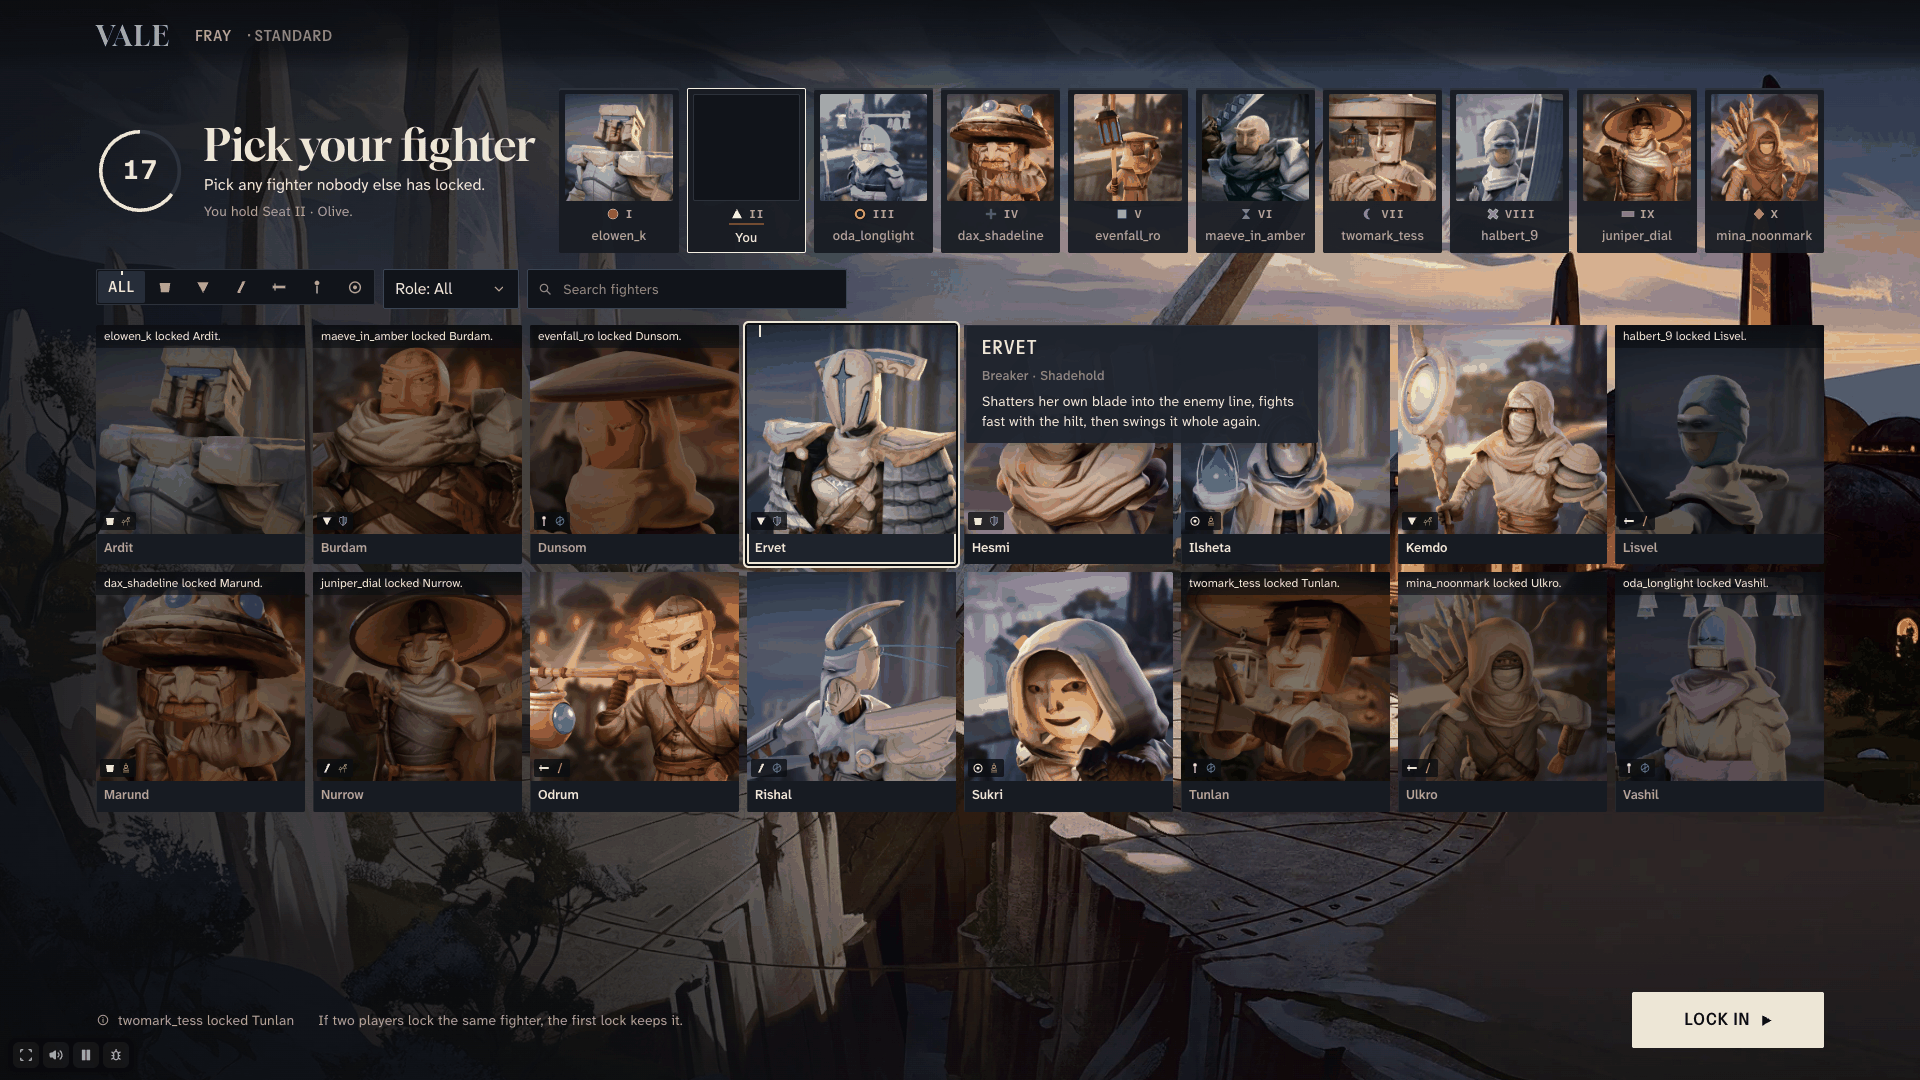 VALE FRAY · STANDARD
17
Pick your fighter
Pick any fighter nobody else has locked.
You hold Seat II · Olive.
I
elowen_k
II
You
III
oda_longlight
IV
dax_shadeline
V
evenfall_ro
VI
maeve_in_amber
VII
twomark_tess
VIII
halbert_9
IX
juniper_dial
X
mina_noonmark
ALL
Role: All
Search fighters
elowen_k locked Ardit.
Ardit
maeve_in_amber locked Burdam.
Burdam
evenfall_ro locked Dunsom.
Dunsom
Ervet
ERVET
Breaker · Shadehold
Shatters her own blade into the enemy line, fights
fast with the hilt, then swings it whole again.
Hesmi
Ilsheta
Kemdo
halbert_9 locked Lisvel.
Lisvel
dax_shadeline locked Marund.
Marund
juniper_dial locked Nurrow.
Nurrow
Odrum
Rishal
Sukri
twomark_tess locked Tunlan.
Tunlan
mina_noonmark locked Ulkro.
Ulkro
oda_longlight locked Vashil.
Vashil
twomark_tess locked Tunlan
If two players lock the same fighter, the first lock keeps it.
LOCK IN